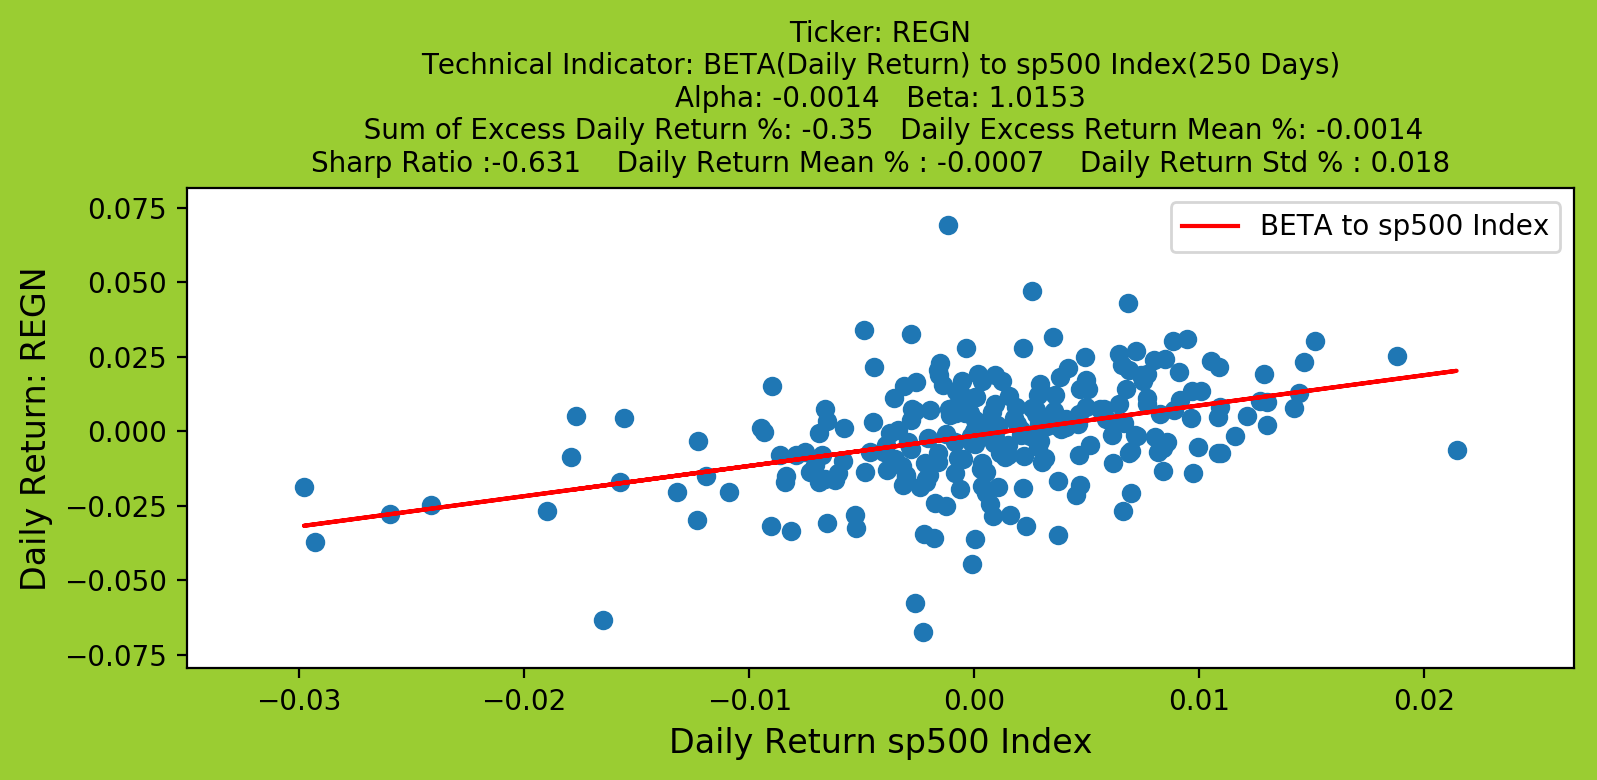 Ticker: REGN
Technical Indicator: BETA(Daily Return) to sp500 Index(250 Days)
Alpha: -0.0014 Beta: 1.0153
Sum of Excess Daily Return %: -0.35 Daily Excess Return Mean %: -0.0014
Sharp Ratio :-0.631 Daily Return Mean % : -0.0007 Daily Return Std % : 0.018
BETA to sp500 Index
Daily Return: REGN
0.075
0.050
0.025
0.000
−0.025
−0.050
−0.075
−0.03 −0.02 −0.01 0.00 0.01 0.02
Daily Return sp500 Index